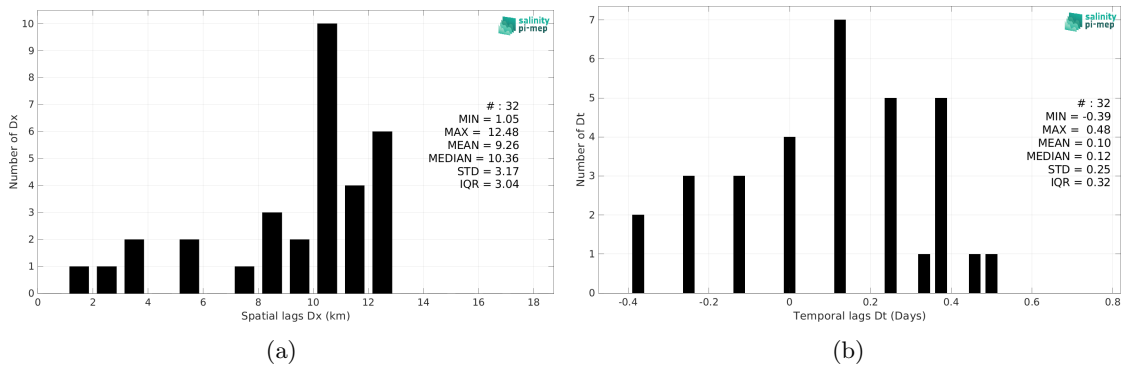 salinity
pi-mep
Number of Dx
10
9
8
7
6
5
4
3
2
1
0
# : 32
MIN = 1.05
MAX = 12.48
MEAN = 9.26
MEDIAN = 10.36
STD = 3.17
IQR = 3.04
0 2 4 6 8 10 12 14 16 18
Spatial lags Dx (km)
(a)
salinity
pi-mep
Number of Dt
7
6
5
4
3
2
1
0
# : 32
MIN = -0.39
MAX = 0.48
MEAN = 0.10
MEDIAN = 0.12
STD = 0.25
IQR = 0.32
-0.4 -0.2 0 0.2 0.4 0.6 0.8
Temporal lags Dt (Days)
(b)